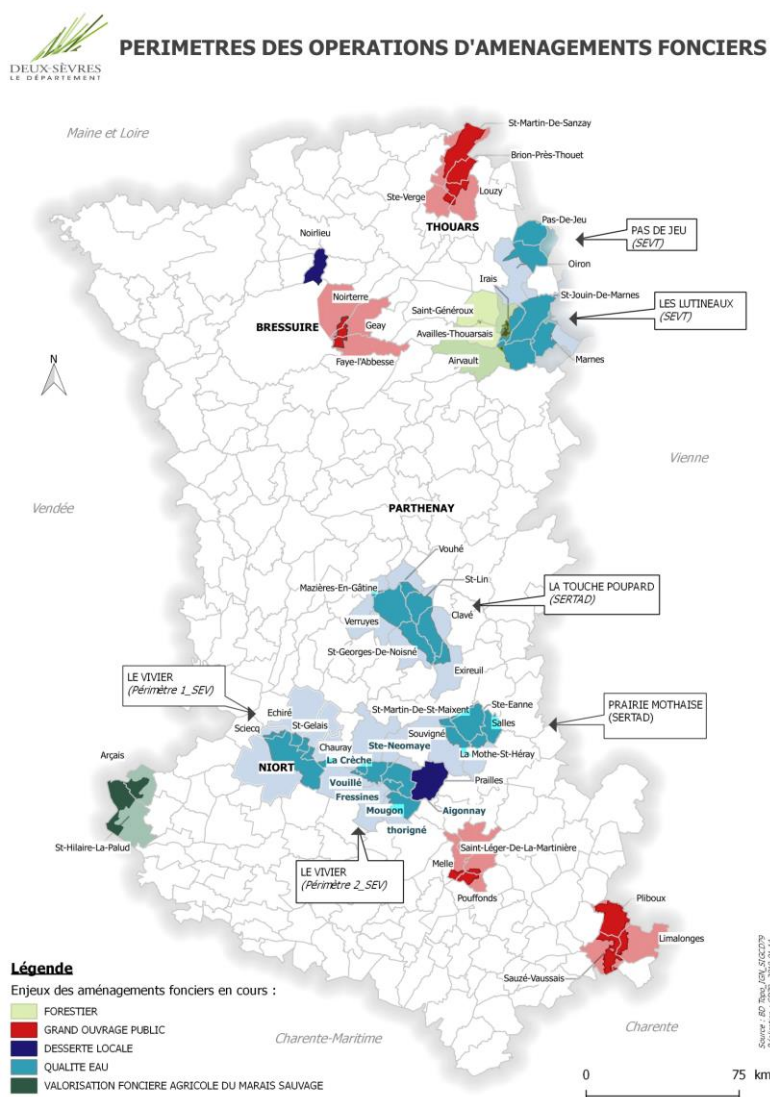 DEUX-SÈVRES
LE DÉPARTEMENT
PERIMETRES DES OPERATIONS D'AMENAGEMENTS FONCIERS
Maine et Loire
St-Martin-De-Sanzay
Brion-Près-Thouet
Ste-Verge
Louzy
THOUARS
Pas-De-Jeu
PAS DE JEU
(SEVT)
Noirlieu
Oiron
Irais
St-Jouin-De-Marnes
LES LUTINEAUX
(SEVT)
Noirterre
Saint-Généroux
BRESSUIRE
Geay
Availles-Thouarsais
Faye-l'Abbesse
Airvault
Marnes
N
Vienne
Vendée
PARTHENAY
Vouhé
St-Lin
Mazières-En-Gâtine
LA TOUCHE POUPARD
(SERTAD)
Clavé
Verruyes
St-Georges-De-Noisné
Exireuil
LE VIVIER
(Périmètre 1_SEV)
Ste-Eanne
St-Martin-De-St-Maixent
Echiré
St-Gelais
Salles
PRAIRIE MOTHAISE
(SERTAD)
Sciecq
Souvigné
Chauray
Ste-Neomaye
La Mothe-St-Héray
Arçais
La Crèche
NIORT
Prailles
Vouillé
Fressines
Mougon
Aigonnay
thorigné
St-Hilaire-La-Palud
Saint-Léger-De-La-Martinière
LE VIVIER
(Périmètre 2_SEV)
Melle
Pouffonds
Pliboux
Limalonges
Sauzé-Vaussais
Légende
Enjeux des aménagements fonciers en cours :
FORESTIER
GRAND OUVRAGE PUBLIC
DESSERTE LOCALE
QUALITE EAU
VALORISATION FONCIERE AGRICOLE DU MARAIS SAUVAGE
Charente-Maritime
Charente
0 75 km
Source : BD Topo_IGN_SIGCD79